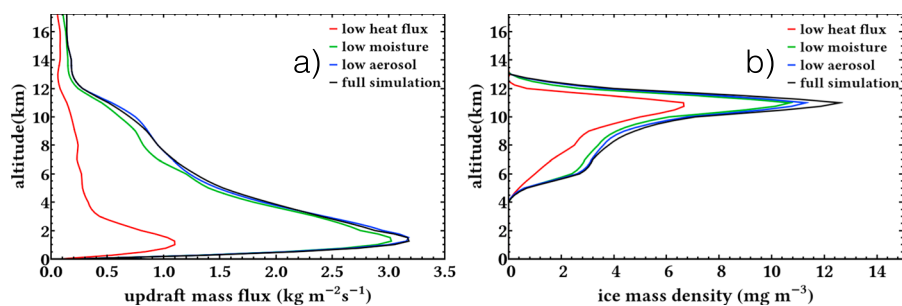 a)
low heat flux
low moisture
low aerosol
full simulation
altitude(km)
16
14
12
10
8
6
4
2
0
0.0 0.5 1.0 1.5 2.0 2.5 3.0 3.5
updraft mass flux (kg m⁻²s⁻¹)
b)
low heat flux
low moisture
low aerosol
full simulation
altitude(km)
16
14
12
10
8
6
4
2
0
0 2 4 6 8 10 12 14
ice mass density (mg m⁻³)